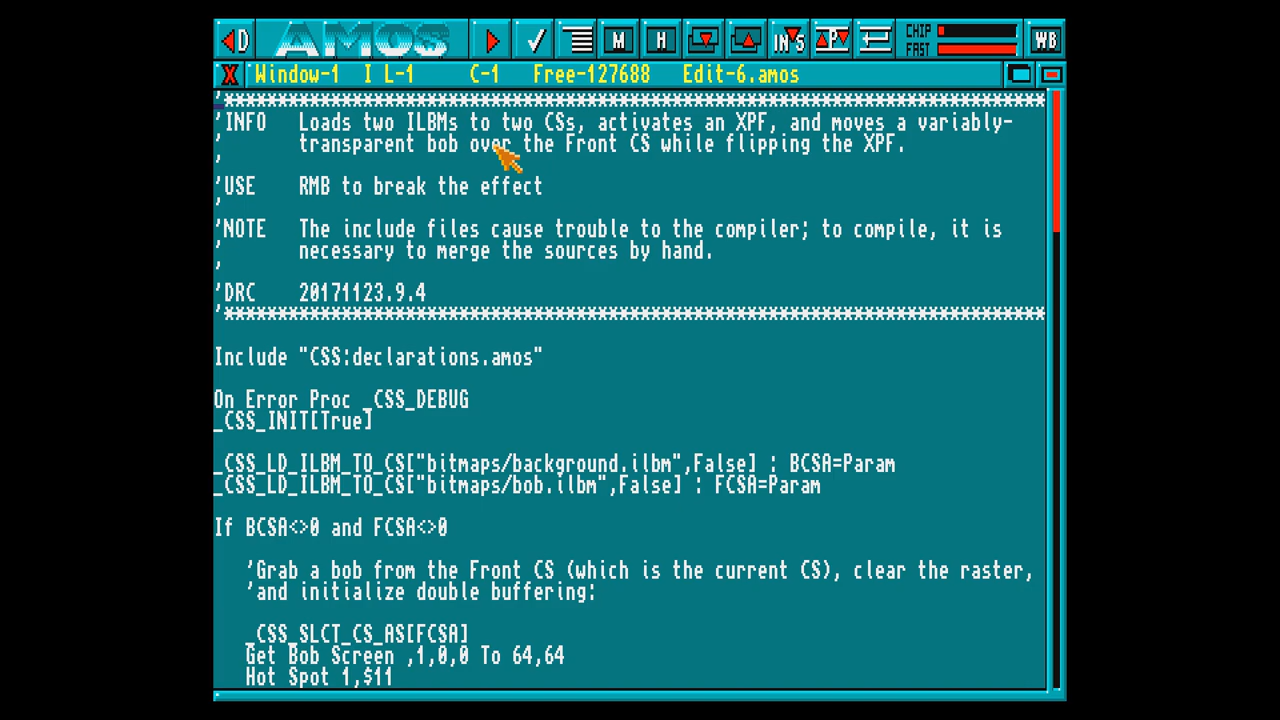 D AMOS M H INS P CHIP FAST WB
X Window-1 I L-1 C-1 Free-127688 Edit-6.amos
'******************************************************************************
'INFO Loads two ILBMs to two CSs, activates an XPF, and moves a variably-
' transparent bob over the Front CS while flipping the XPF.
'
'USE RMB to break the effect
'
'NOTE The include files cause trouble to the compiler; to compile, it is
' necessary to merge the sources by hand.
'
'DRC 20171123.9.4
'******************************************************************************
Include "CSS:declarations.amos"
On Error Proc _CSS_DEBUG
_CSS_INIT[True]
_CSS_LD_ILBM_TO_CS["bitmaps/background.ilbm",False] : BCSA=Param
_CSS_LD_ILBM_TO_CS["bitmaps/bob.ilbm",False] : FCSA=Param
If BCSA<>0 and FCSA<>0
'Grab a bob from the Front CS (which is the current CS), clear the raster,
'and initialize double buffering:
_CSS_SLCT_CS_AS[FCSA]
Get Bob Screen ,1,0,0 To 64,64
Hot Spot 1,$11